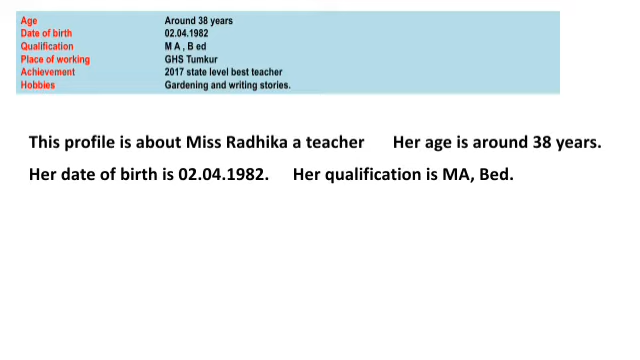 Age Around 38 years
Date of birth 02.04.1982
Qualification M A , B ed
Place of working GHS Tumkur
Achievement 2017 state level best teacher
Hobbies Gardening and writing stories.
This profile is about Miss Radhika a teacher Her age is around 38 years.
Her date of birth is 02.04.1982. Her qualification is MA, Bed.